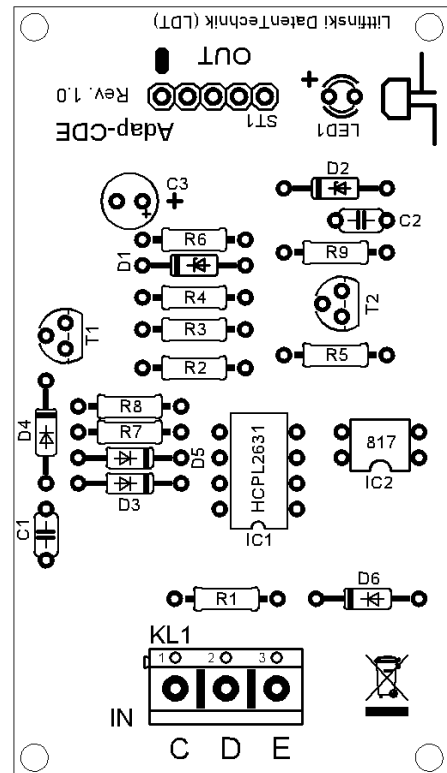 Littfinski DatenTechnik (LDT)
OUT
Rev. 1.0
ST1
Adap-CDE
LED1
D2
C3
C2
R6
R9
D1
R4
T2
R3
T1
R2
R5
R8
D4
R7
D5
D3
HCPL2631
817
IC1
IC2
C1
R1
D6
KL1
1 2 3
IN
C D E